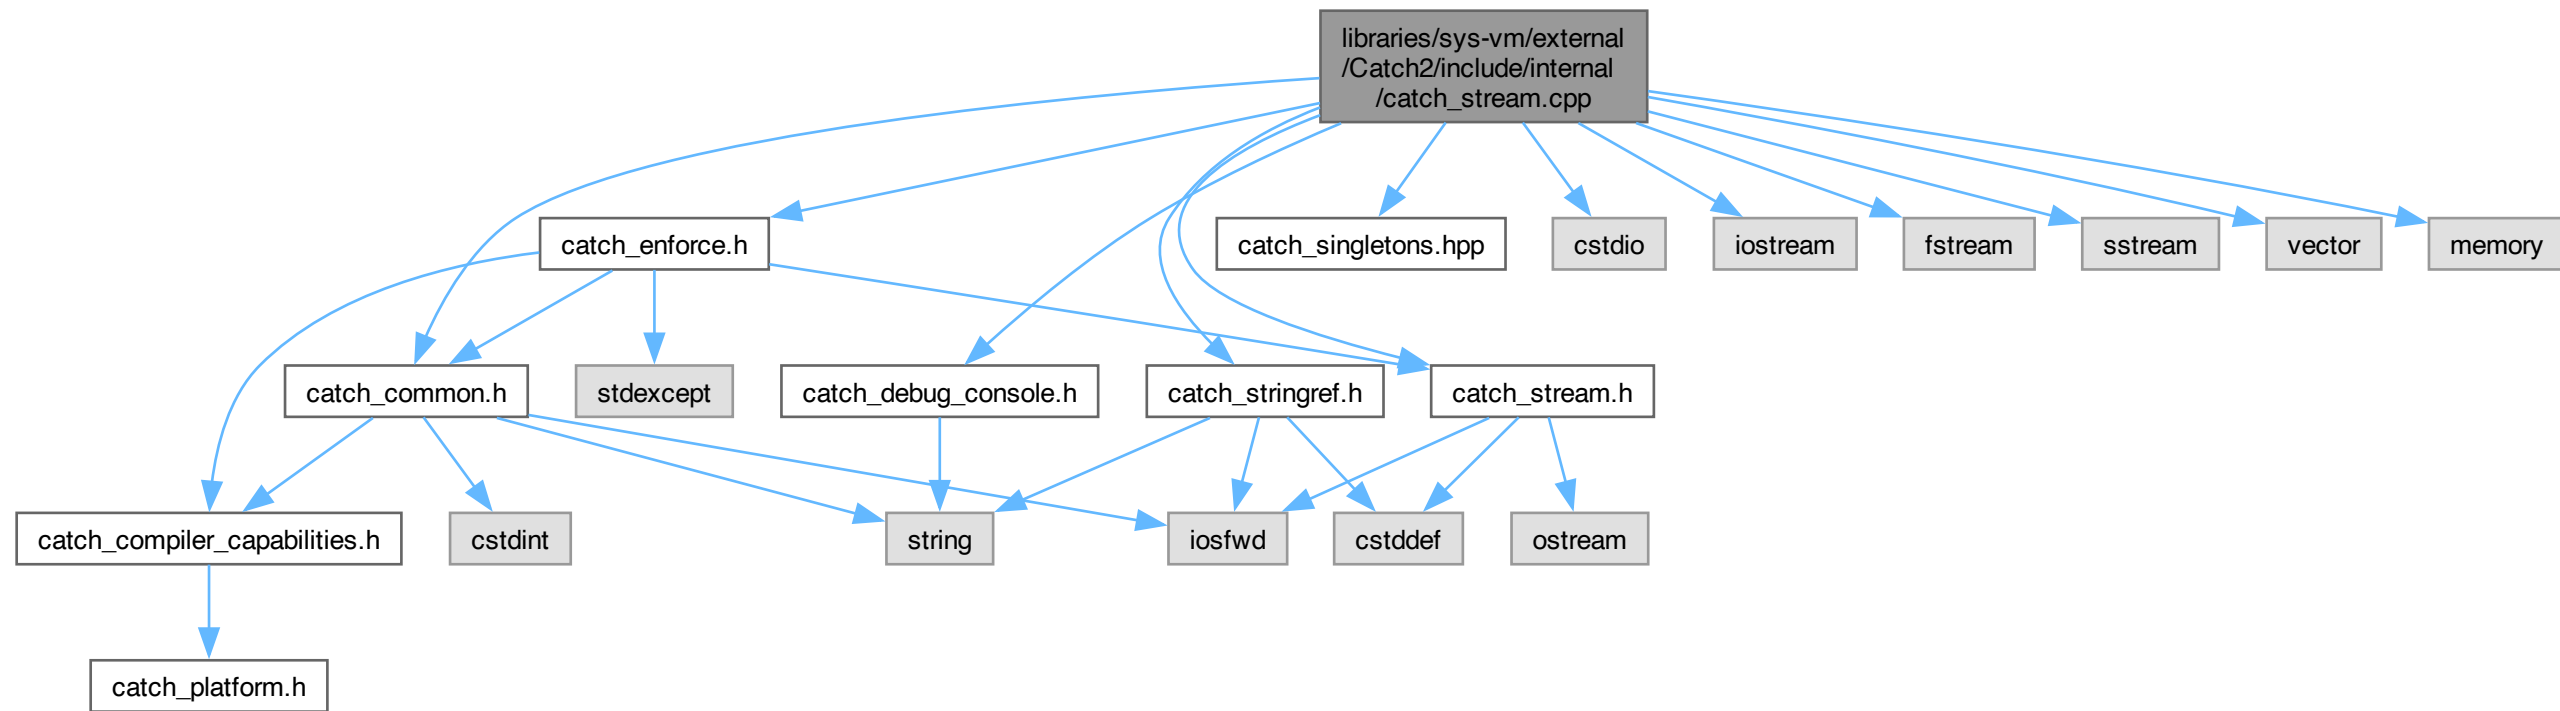 libraries/sys-vm/external
/Catch2/include/internal
/catch_stream.cpp
catch_enforce.h
catch_singletons.hpp
cstdio
iostream
fstream
sstream
vector
memory
catch_common.h
stdexcept
catch_debug_console.h
catch_stringref.h
catch_stream.h
catch_compiler_capabilities.h
cstdint
string
iosfwd
cstddef
ostream
catch_platform.h